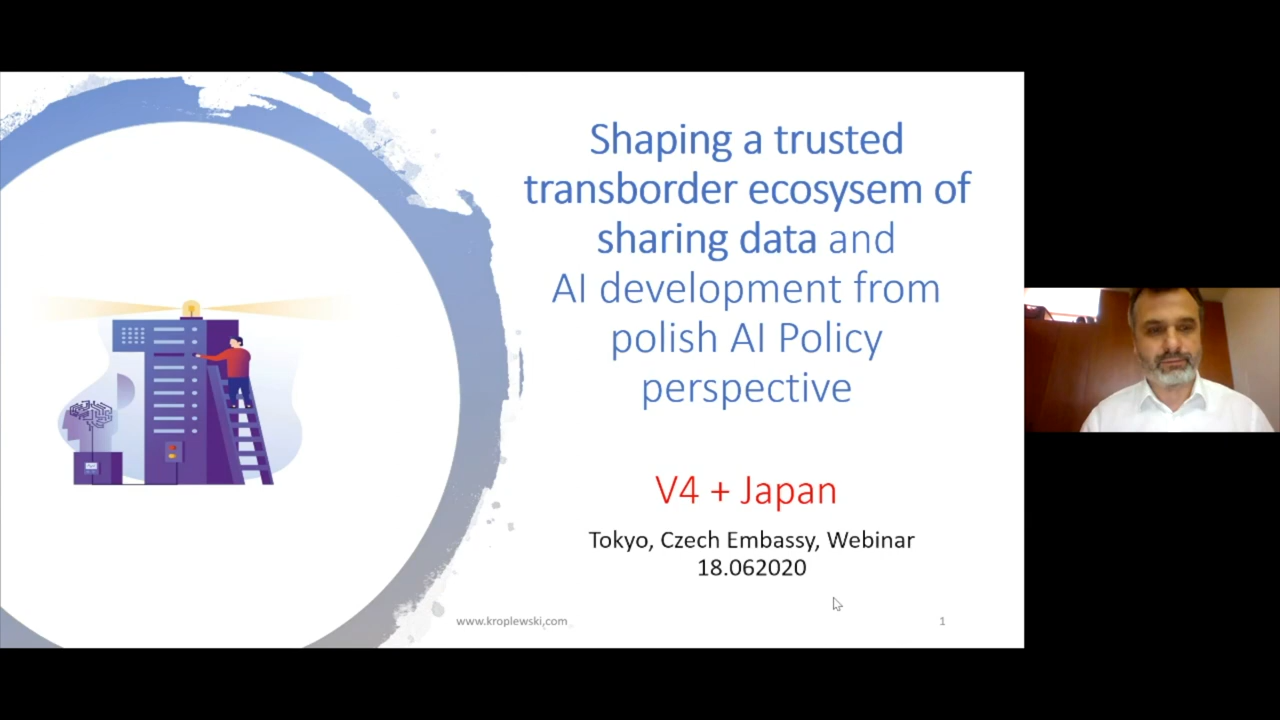 Shaping a trusted
transborder ecosysem of
sharing data and
AI development from
polish AI Policy
perspective
V4 + Japan
Tokyo, Czech Embassy, Webinar
18.062020
www.kroplewski,com
1